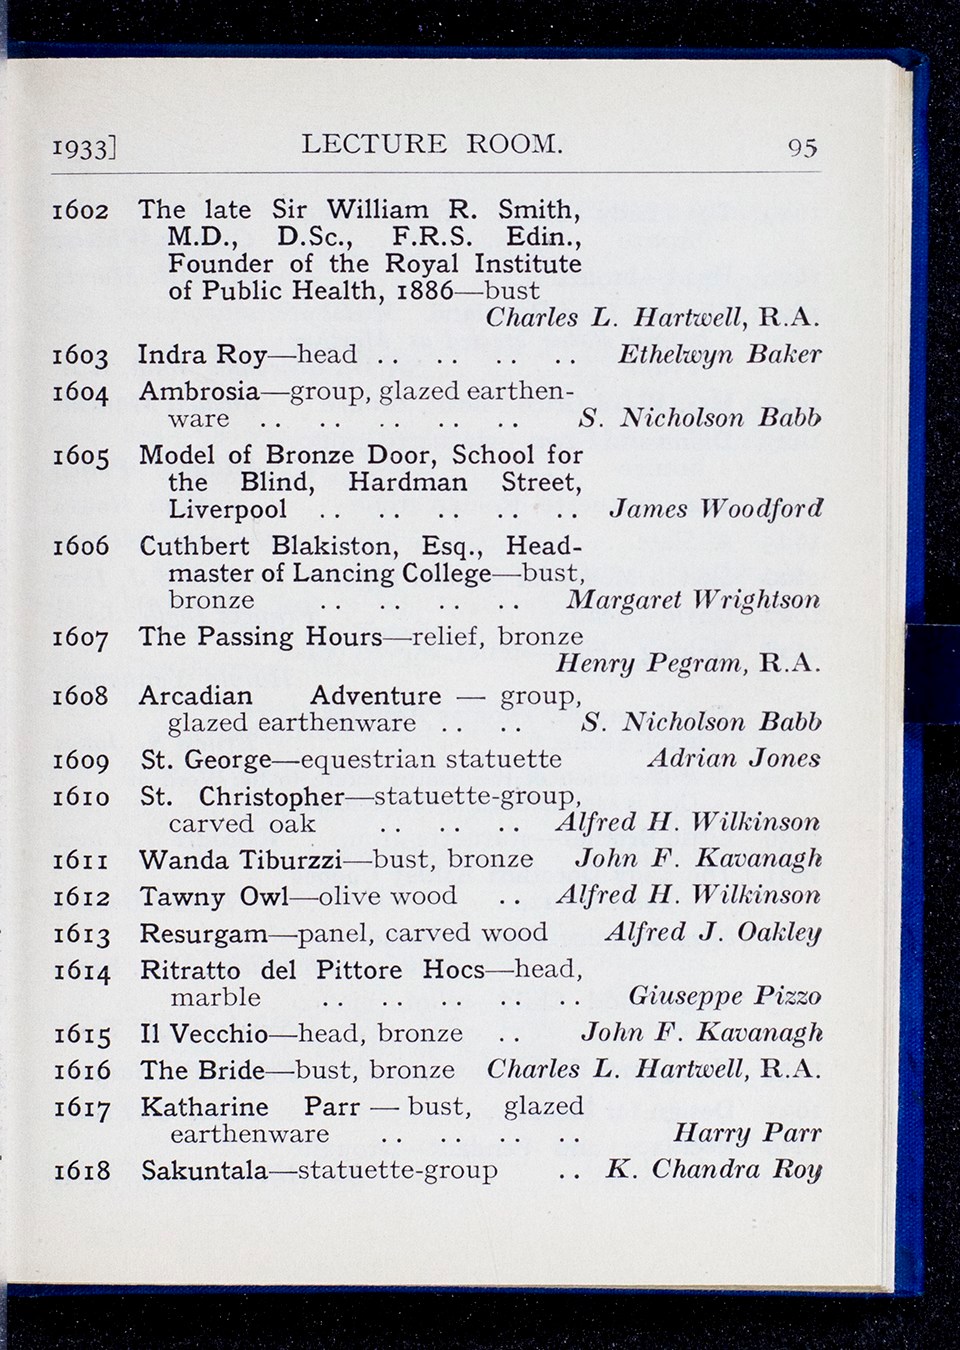 1933] LECTURE ROOM. 95
1602 The late Sir William R. Smith,
M.D., D.Sc., F.R.S. Edin.,
Founder of the Royal Institute
of Public Health, 1886—bust
Charles L. Hartwell, R.A.
1603 Indra Roy—head .. .. .. .. Ethelwyn Baker
1604 Ambrosia—group, glazed earthen-
ware .. .. .. .. .. S. Nicholson Babb
1605 Model of Bronze Door, School for
the Blind, Hardman Street,
Liverpool .. .. .. .. .. James Woodford
1606 Cuthbert Blakiston, Esq., Head-
master of Lancing College—bust,
bronze .. .. .. .. Margaret Wrightson
1607 The Passing Hours—relief, bronze
Henry Pegram, R.A.
1608 Arcadian Adventure — group,
glazed earthenware .. .. S. Nicholson Babb
1609 St. George—equestrian statuette Adrian Jones
1610 St. Christopher—statuette-group,
carved oak .. .. .. Alfred H. Wilkinson
1611 Wanda Tiburzzi—bust, bronze John F. Kavanagh
1612 Tawny Owl—olive wood .. Alfred H. Wilkinson
1613 Resurgam—panel, carved wood Alfred J. Oakley
1614 Ritratto del Pittore Hocs—head,
marble .. .. .. .. .. Giuseppe Pizzo
1615 Il Vecchio—head, bronze .. John F. Kavanagh
1616 The Bride—bust, bronze Charles L. Hartwell, R.A.
1617 Katharine Parr — bust, glazed
earthenware .. .. .. .. Harry Parr
1618 Sakuntala—statuette-group .. K. Chandra Roy